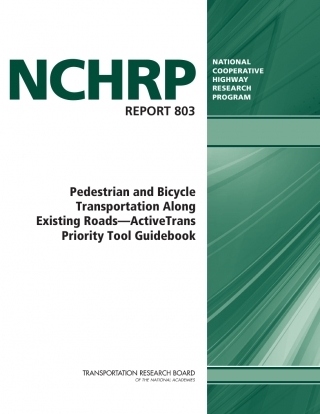 NCHRP
REPORT 803
NATIONAL
COOPERATIVE
HIGHWAY
RESEARCH
PROGRAM
Pedestrian and Bicycle
Transportation Along
Existing Roads—ActiveTrans
Priority Tool Guidebook
TRANSPORTATION RESEARCH BOARD
OF THE NATIONAL ACADEMIES